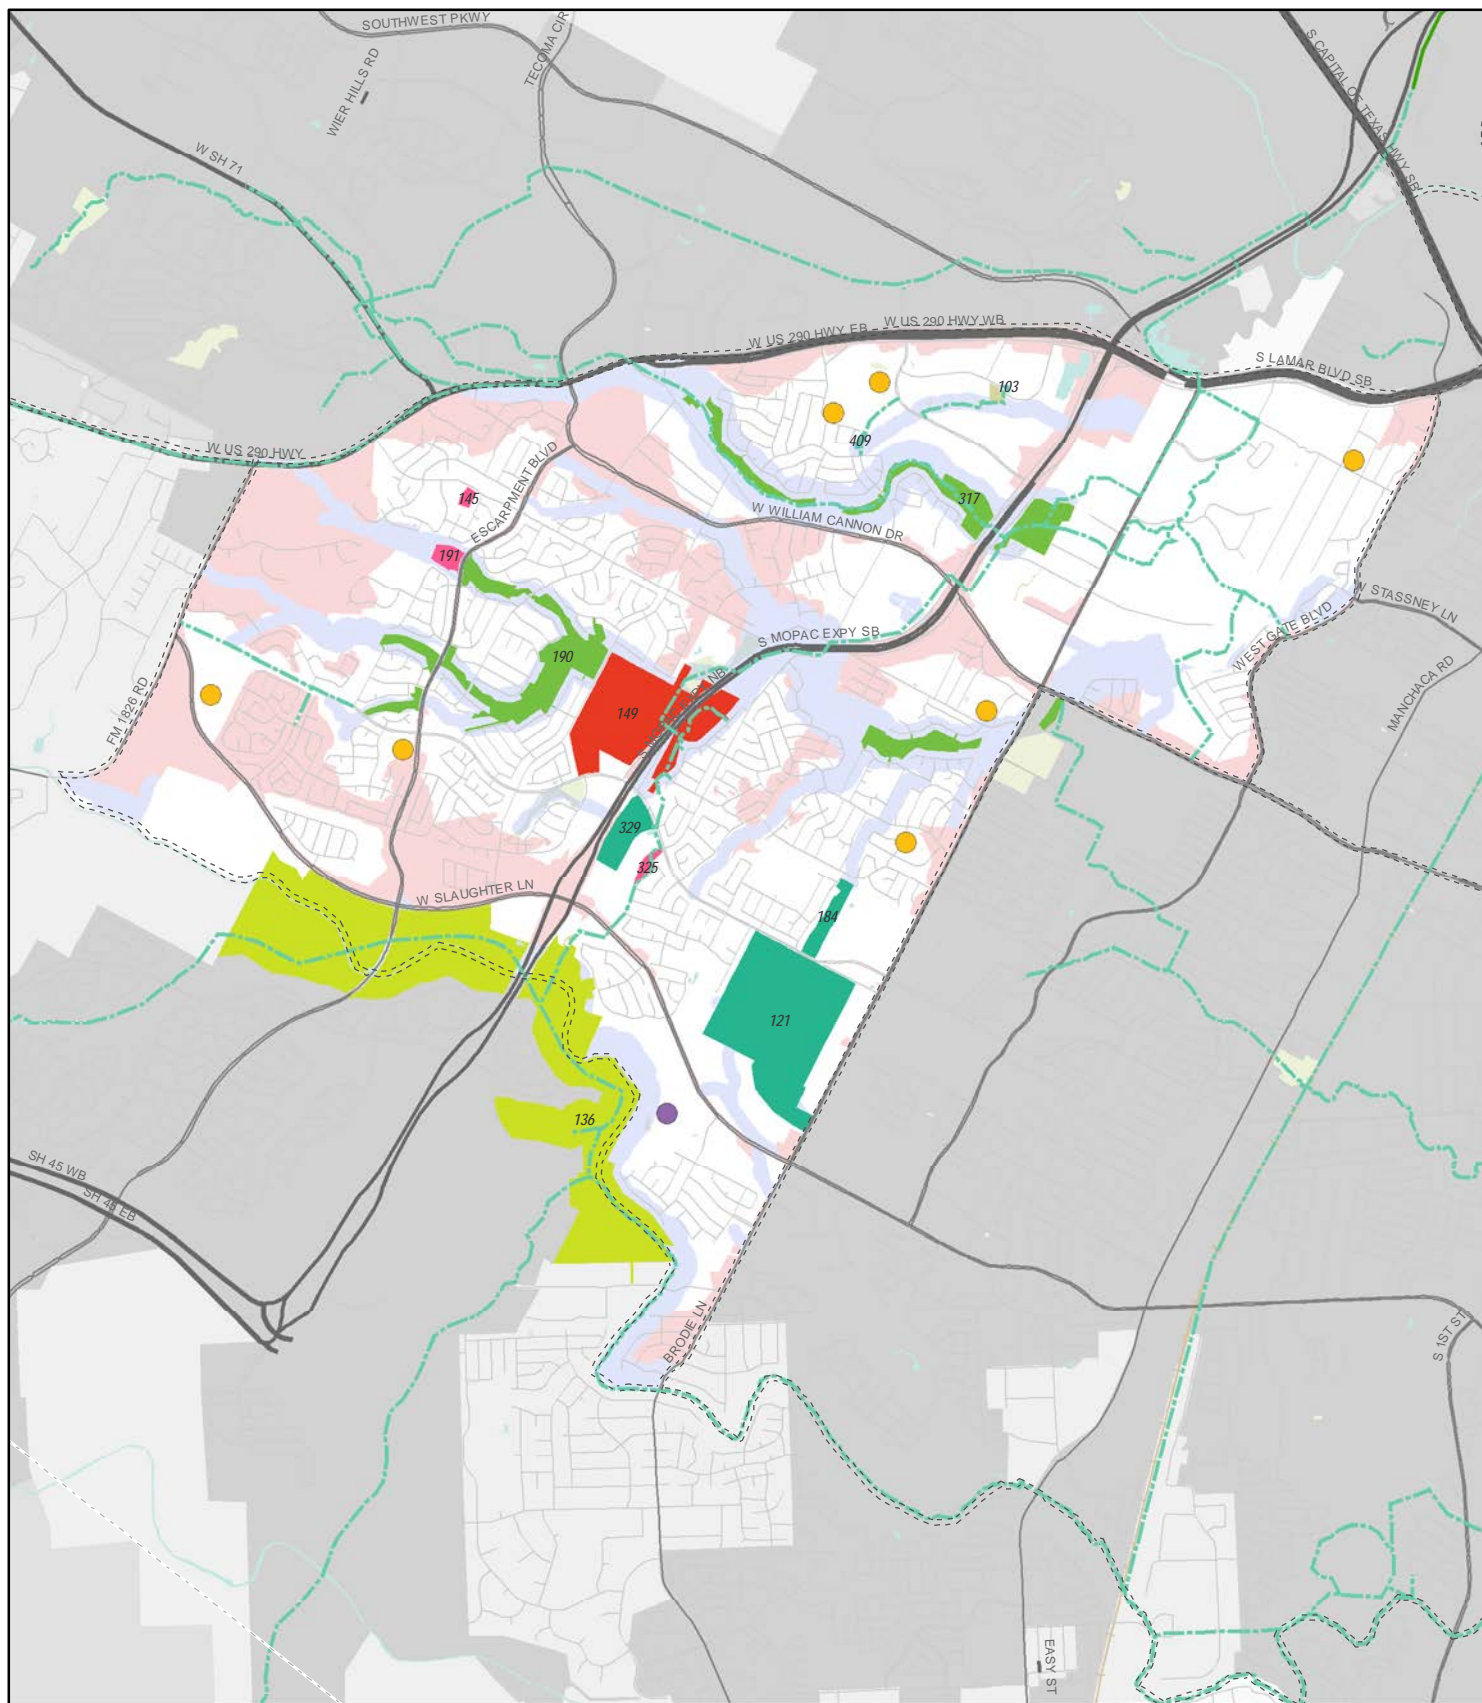 SOUTHWEST PKWY
TECOMA CIR
WIER HILLS RD
S CAPITAL OF TEXAS HWY SB
W SH 71
W US 290 HWY EB
W US 290 HWY WB
S LAMAR BLVD SB
103
409
W US 290 HWY
ESCARPMENT BLVD
145
317
W WILLIAM CANNON DR
191
W STASSNEY LN
WEST GATE BLVD
S MOPAC EXPY SB
190
MANCHACA RD
FM 1826 RD
149
NB
329
325
W SLAUGHTER LN
184
121
136
SH 45 WB
SH 45 EB
BRODIE LN
S 1ST ST
EASY ST